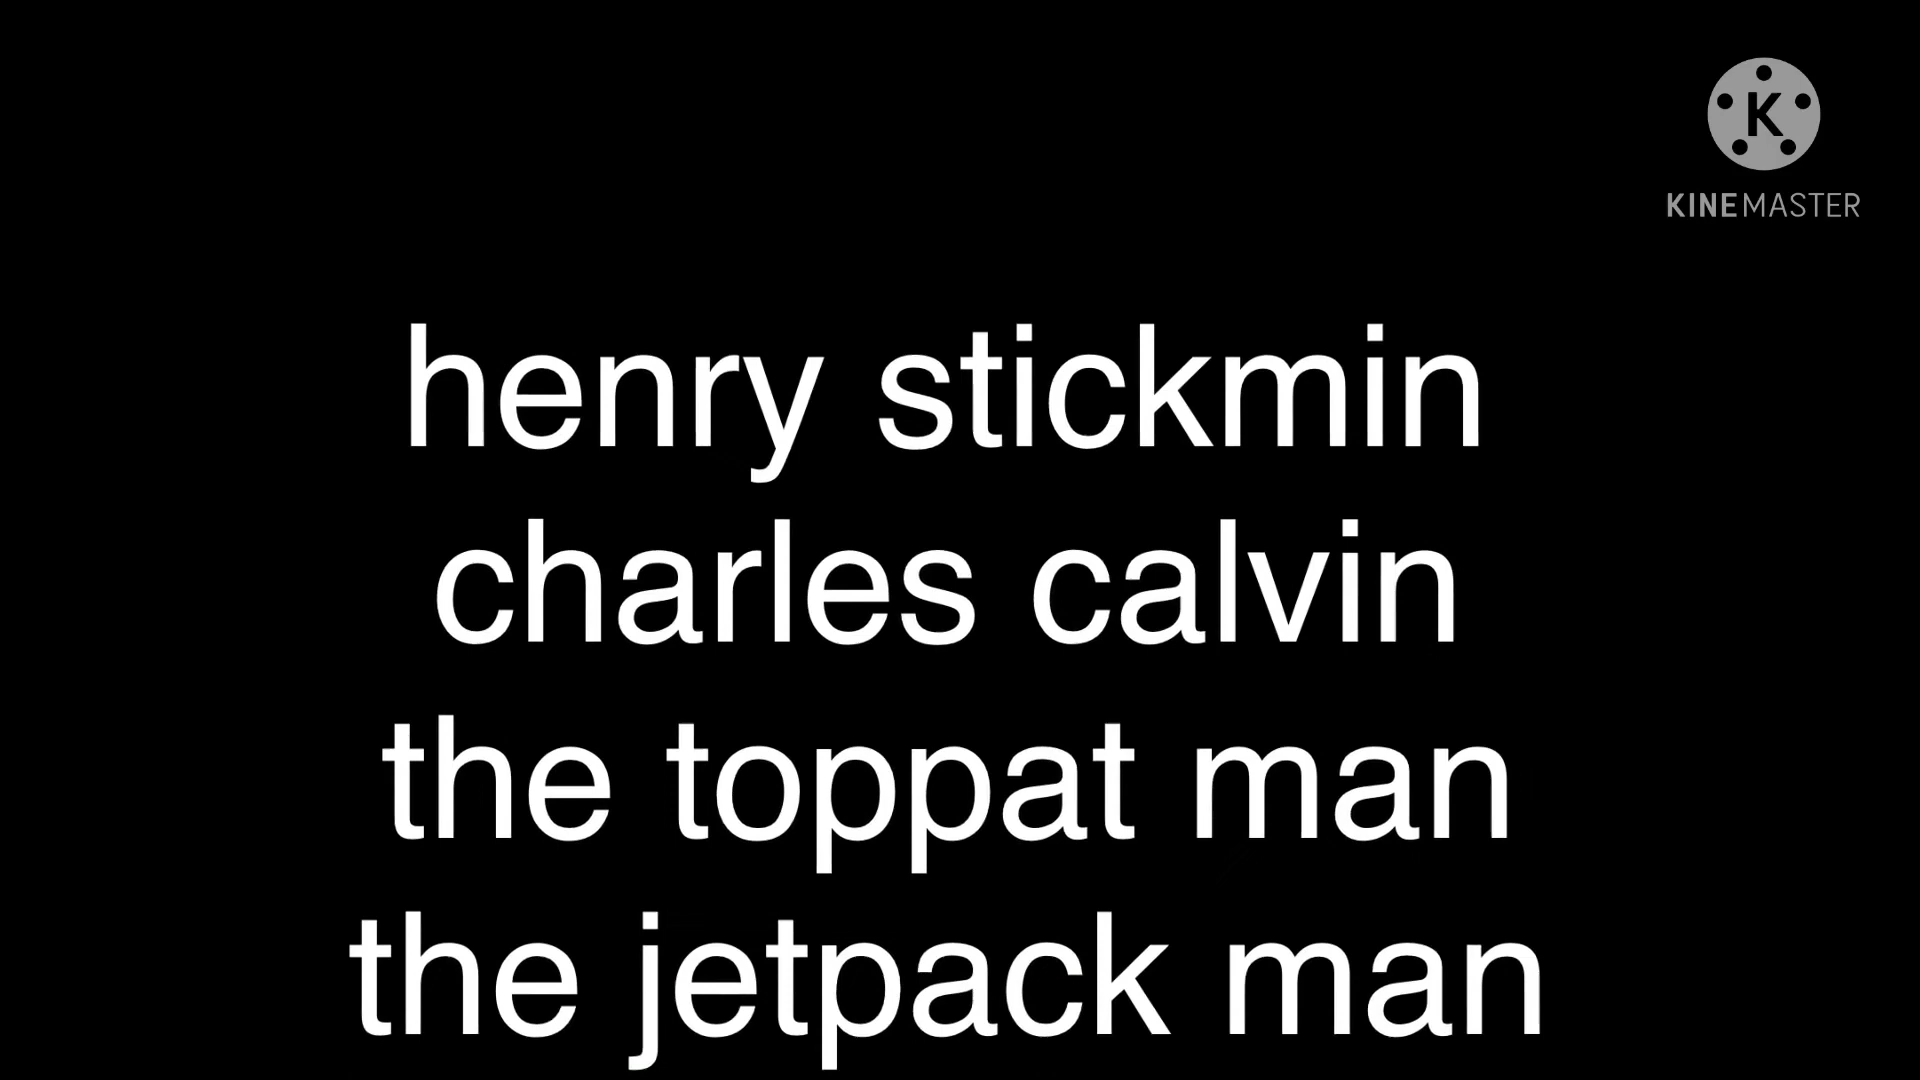 K
KINEMASTER
henry stickmin
charles calvin
the toppat man
the jetpack man